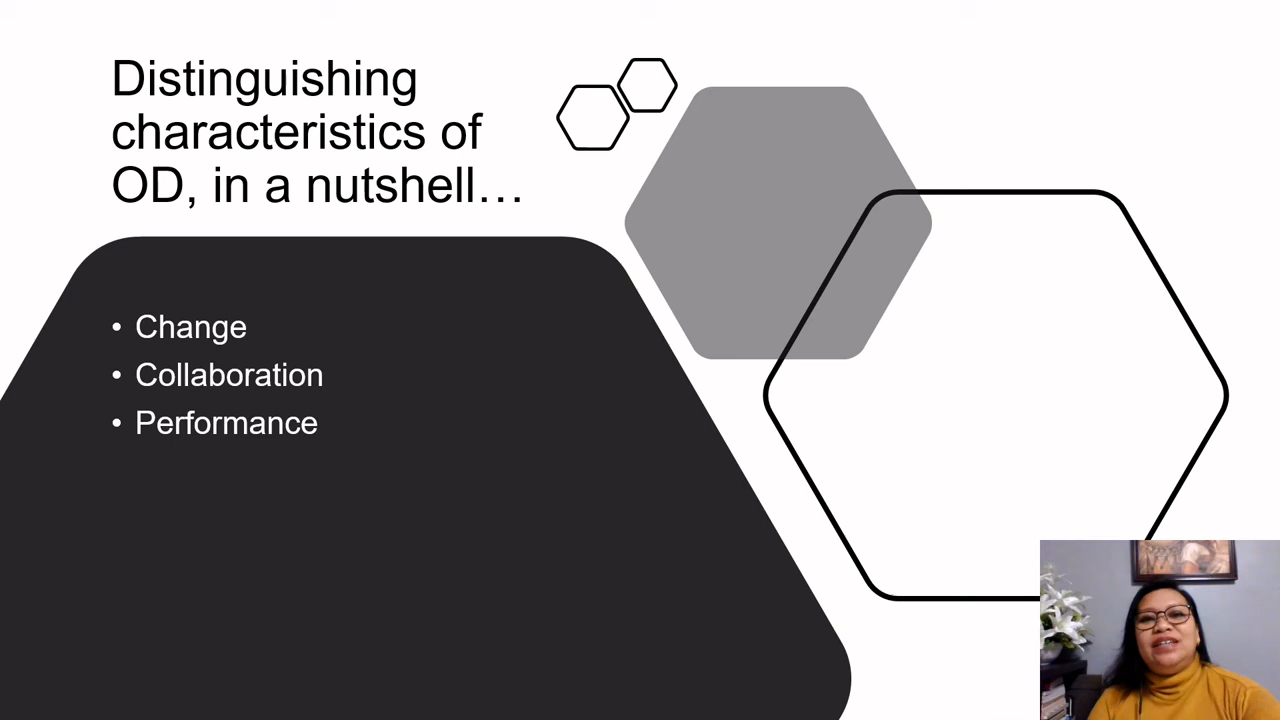 Distinguishing
characteristics of
OD, in a nutshell…
• Change
• Collaboration
• Performance